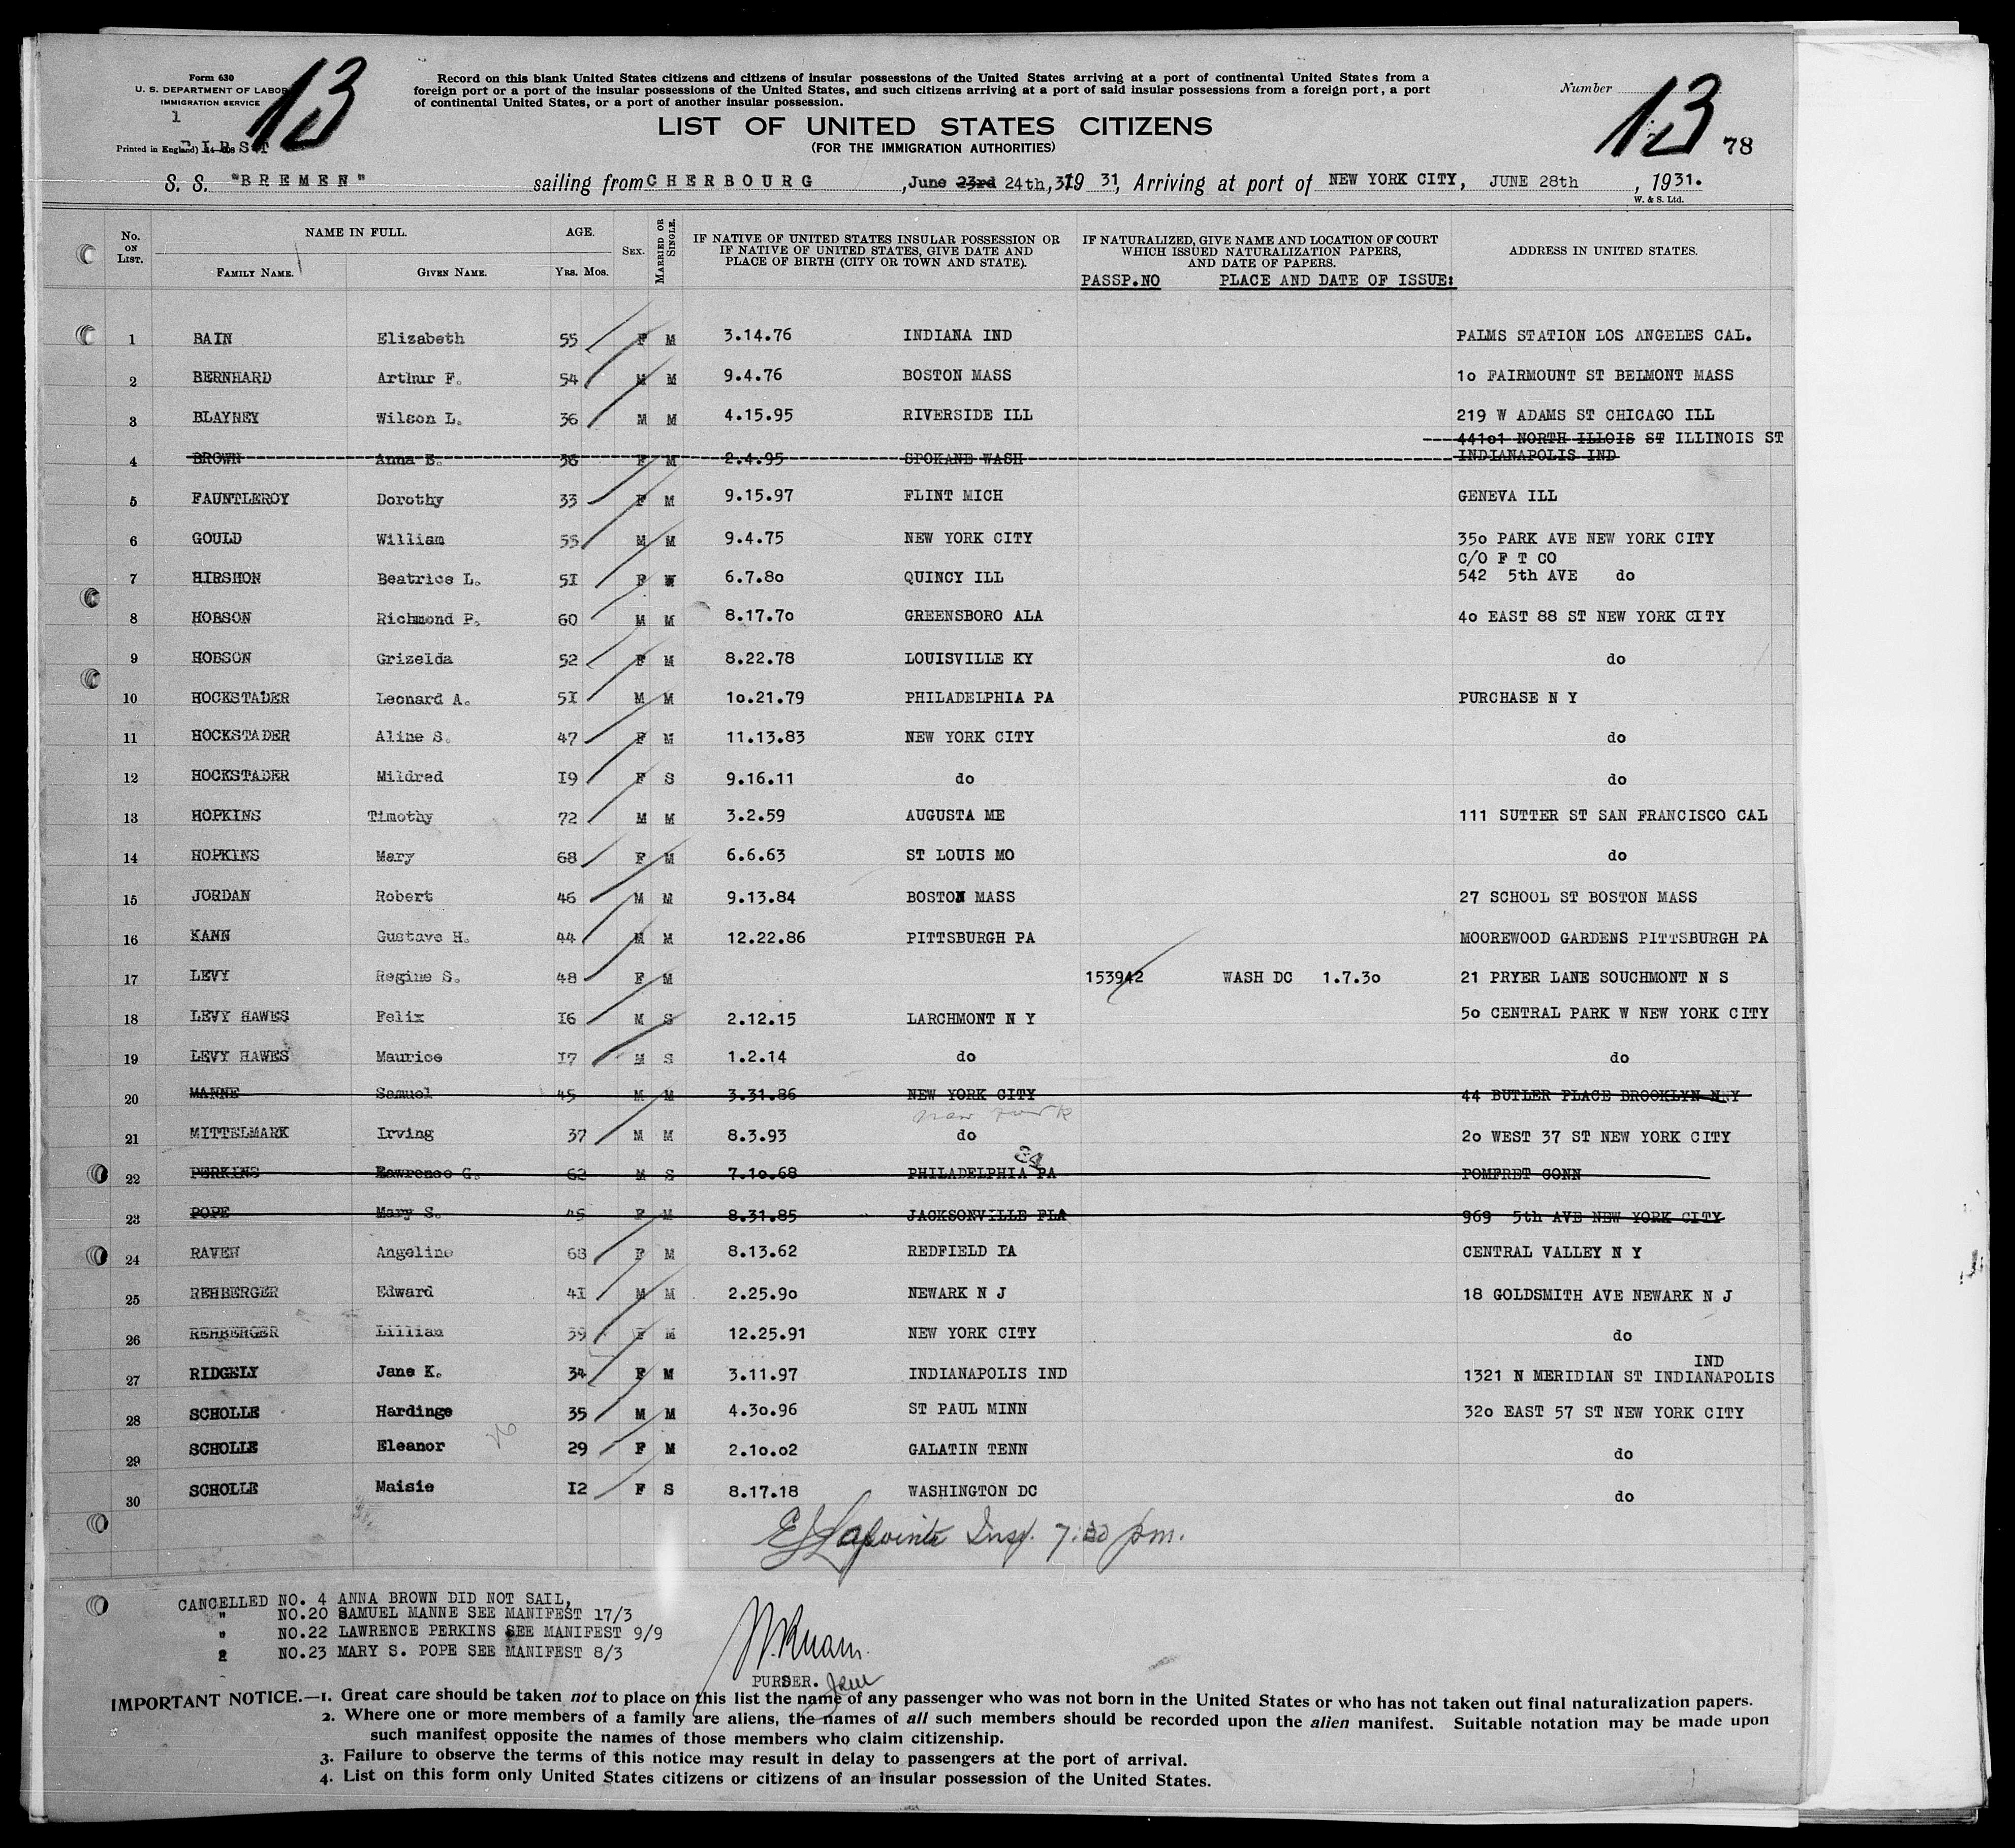 Form 630
U. S. DEPARTMENT OF LABOR
IMMIGRATION SERVICE
1
FIRST
Printed in England)
13
Record on this blank United States citizens and citizens of insular possessions of the United States arriving at a port of continental United States from a
foreign port or a port of the insular possessions of the United States, and such citizens arriving at a port of said insular possessions from a foreign port, a port
of continental United States, or a port of another insular possession.
LIST OF UNITED STATES CITIZENS
(FOR THE IMMIGRATION AUTHORITIES)
Number
13
78
S. S. "BREMEN" sailing from CHERBOURG , June 23rd 24th, 1931, Arriving at port of NEW YORK CITY, JUNE 28th , 1931.
W. & S. Ltd.
No. ON LIST. NAME IN FULL. FAMILY NAME. GIVEN NAME. AGE. Yrs. Mos. SEX. MARRIED OR SINGLE. IF NATIVE OF UNITED STATES INSULAR POSSESSION OR IF NATIVE OF UNITED STATES, GIVE DATE AND PLACE OF BIRTH (CITY OR TOWN AND STATE). IF NATURALIZED, GIVE NAME AND LOCATION OF COURT WHICH ISSUED NATURALIZATION PAPERS, AND DATE OF PAPERS. ADDRESS IN UNITED STATES.
PASSP.NO PLACE AND DATE OF ISSUE:
1 BAIN Elizabeth 55 F M 3.14.76 INDIANA IND PALMS STATION LOS ANGELES CAL.
2 BERNHARD Arthur F. 54 M M 9.4.76 BOSTON MASS 1o FAIRMOUNT ST BELMONT MASS
3 BLAYNEY Wilson L. 36 M M 4.15.95 RIVERSIDE ILL 219 W ADAMS ST CHICAGO ILL
441o1 NORTH ILLOIS ST ILLINOIS ST
4 BROWN Anna E. 36 F M 2.4.95 SPOKANE WASH INDIANAPOLIS IND
5 FAUNTLEROY Dorothy 33 F M 9.15.97 FLINT MICH GENEVA ILL
6 GOULD William 55 M M 9.4.75 NEW YORK CITY 35o PARK AVE NEW YORK CITY
C/O F T CO
7 HIRSHON Beatrice L. 5I F W 6.7.8o QUINCY ILL 542 5th AVE do
8 HOBSON Richmond P. 60 M M 8.17.7o GREENSBORO ALA 4o EAST 88 ST NEW YORK CITY
9 HOBSON Grizelda 52 F M 8.22.78 LOUISVILLE KY do
10 HOCKSTADER Leonard A. 5I M M 1o.21.79 PHILADELPHIA PA PURCHASE N Y
11 HOCKSTADER Aline S. 47 F M 11.13.83 NEW YORK CITY do
12 HOCKSTADER Mildred I9 F S 9.16.11 do do
13 HOPKINS Timothy 72 M M 3.2.59 AUGUSTA ME 111 SUTTER ST SAN FRANCISCO CAL
14 HOPKINS Mary 68 F M 6.6.63 ST LOUIS MO do
15 JORDAN Robert 46 M M 9.13.84 BOSTON MASS 27 SCHOOL ST BOSTON MASS
16 KANN Gustave H. 44 M M 12.22.86 PITTSBURGH PA MOOREWOOD GARDENS PITTSBURGH PA
17 LEVY Regine S. 48 F M 153942 WASH DC 1.7.3o 21 PRYER LANE SOUCHMONT N S
18 LEVY HAWES Felix I6 M S 2.12.15 LARCHMONT N Y 5o CENTRAL PARK W NEW YORK CITY
19 LEVY HAWES Maurice I7 M S 1.2.14 do do
20 MANNE Samuel 45 M M 3.31.86 NEW YORK CITY 44 BUTLER PLACE BROOKLYN N Y
New York
21 MITTELMARK Irving 37 M M 8.3.93 do 2o WEST 37 ST NEW YORK CITY
22 PERKINS Lawrence G. 62 M S 7.1o.68 PHILADELPHIA PA POMFRET CONN
23 POPE Mary S. 45 F M 8.31.85 JACKSONVILLE FLA 969 5th AVE NEW YORK CITY
24 RAVEN Angeline 68 F M 8.13.62 REDFIELD PA CENTRAL VALLEY N Y
25 REHBERGER Edward 4I M M 2.25.9o NEWARK N J 18 GOLDSMITH AVE NEWARK N J
26 REHBERGER Lillian 39 F M 12.25.91 NEW YORK CITY do
IND
27 RIDGELY Jane K. 34 F M 3.11.97 INDIANAPOLIS IND 1321 N MERIDIAN ST INDIANAPOLIS
28 SCHOLLE Hardinge 35 M M 4.3o.96 ST PAUL MINN 32o EAST 57 ST NEW YORK CITY
29 SCHOLLE Eleanor 29 F M 2.1o.o2 GALATIN TENN do
30 SCHOLLE Maisie I2 F S 8.17.18 WASHINGTON DC do
E J Lapointe Insp. 7:30 pm.
CANCELLED NO. 4 ANNA BROWN DID NOT SAIL,
" NO.20 SAMUEL MANNE SEE MANIFEST 17/3
" NO.22 LAWRENCE PERKINS SEE MANIFEST 9/9
" NO.23 MARY S. POPE SEE MANIFEST 8/3
PURSER.
IMPORTANT NOTICE.—1. Great care should be taken not to place on this list the name of any passenger who was not born in the United States or who has not taken out final naturalization papers.
2. Where one or more members of a family are aliens, the names of all such members should be recorded upon the alien manifest. Suitable notation may be made upon
such manifest opposite the names of those members who claim citizenship.
3. Failure to observe the terms of this notice may result in delay to passengers at the port of arrival.
4. List on this form only United States citizens or citizens of an insular possession of the United States.